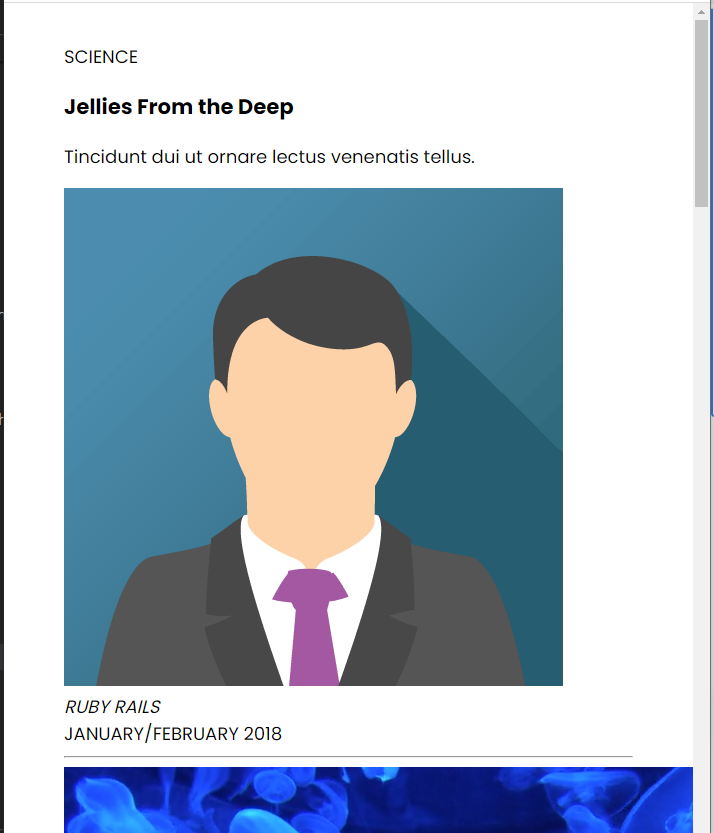 SCIENCE
Jellies From the Deep
Tincidunt dui ut ornare lectus venenatis tellus.
RUBY RAILS
JANUARY/FEBRUARY 2018